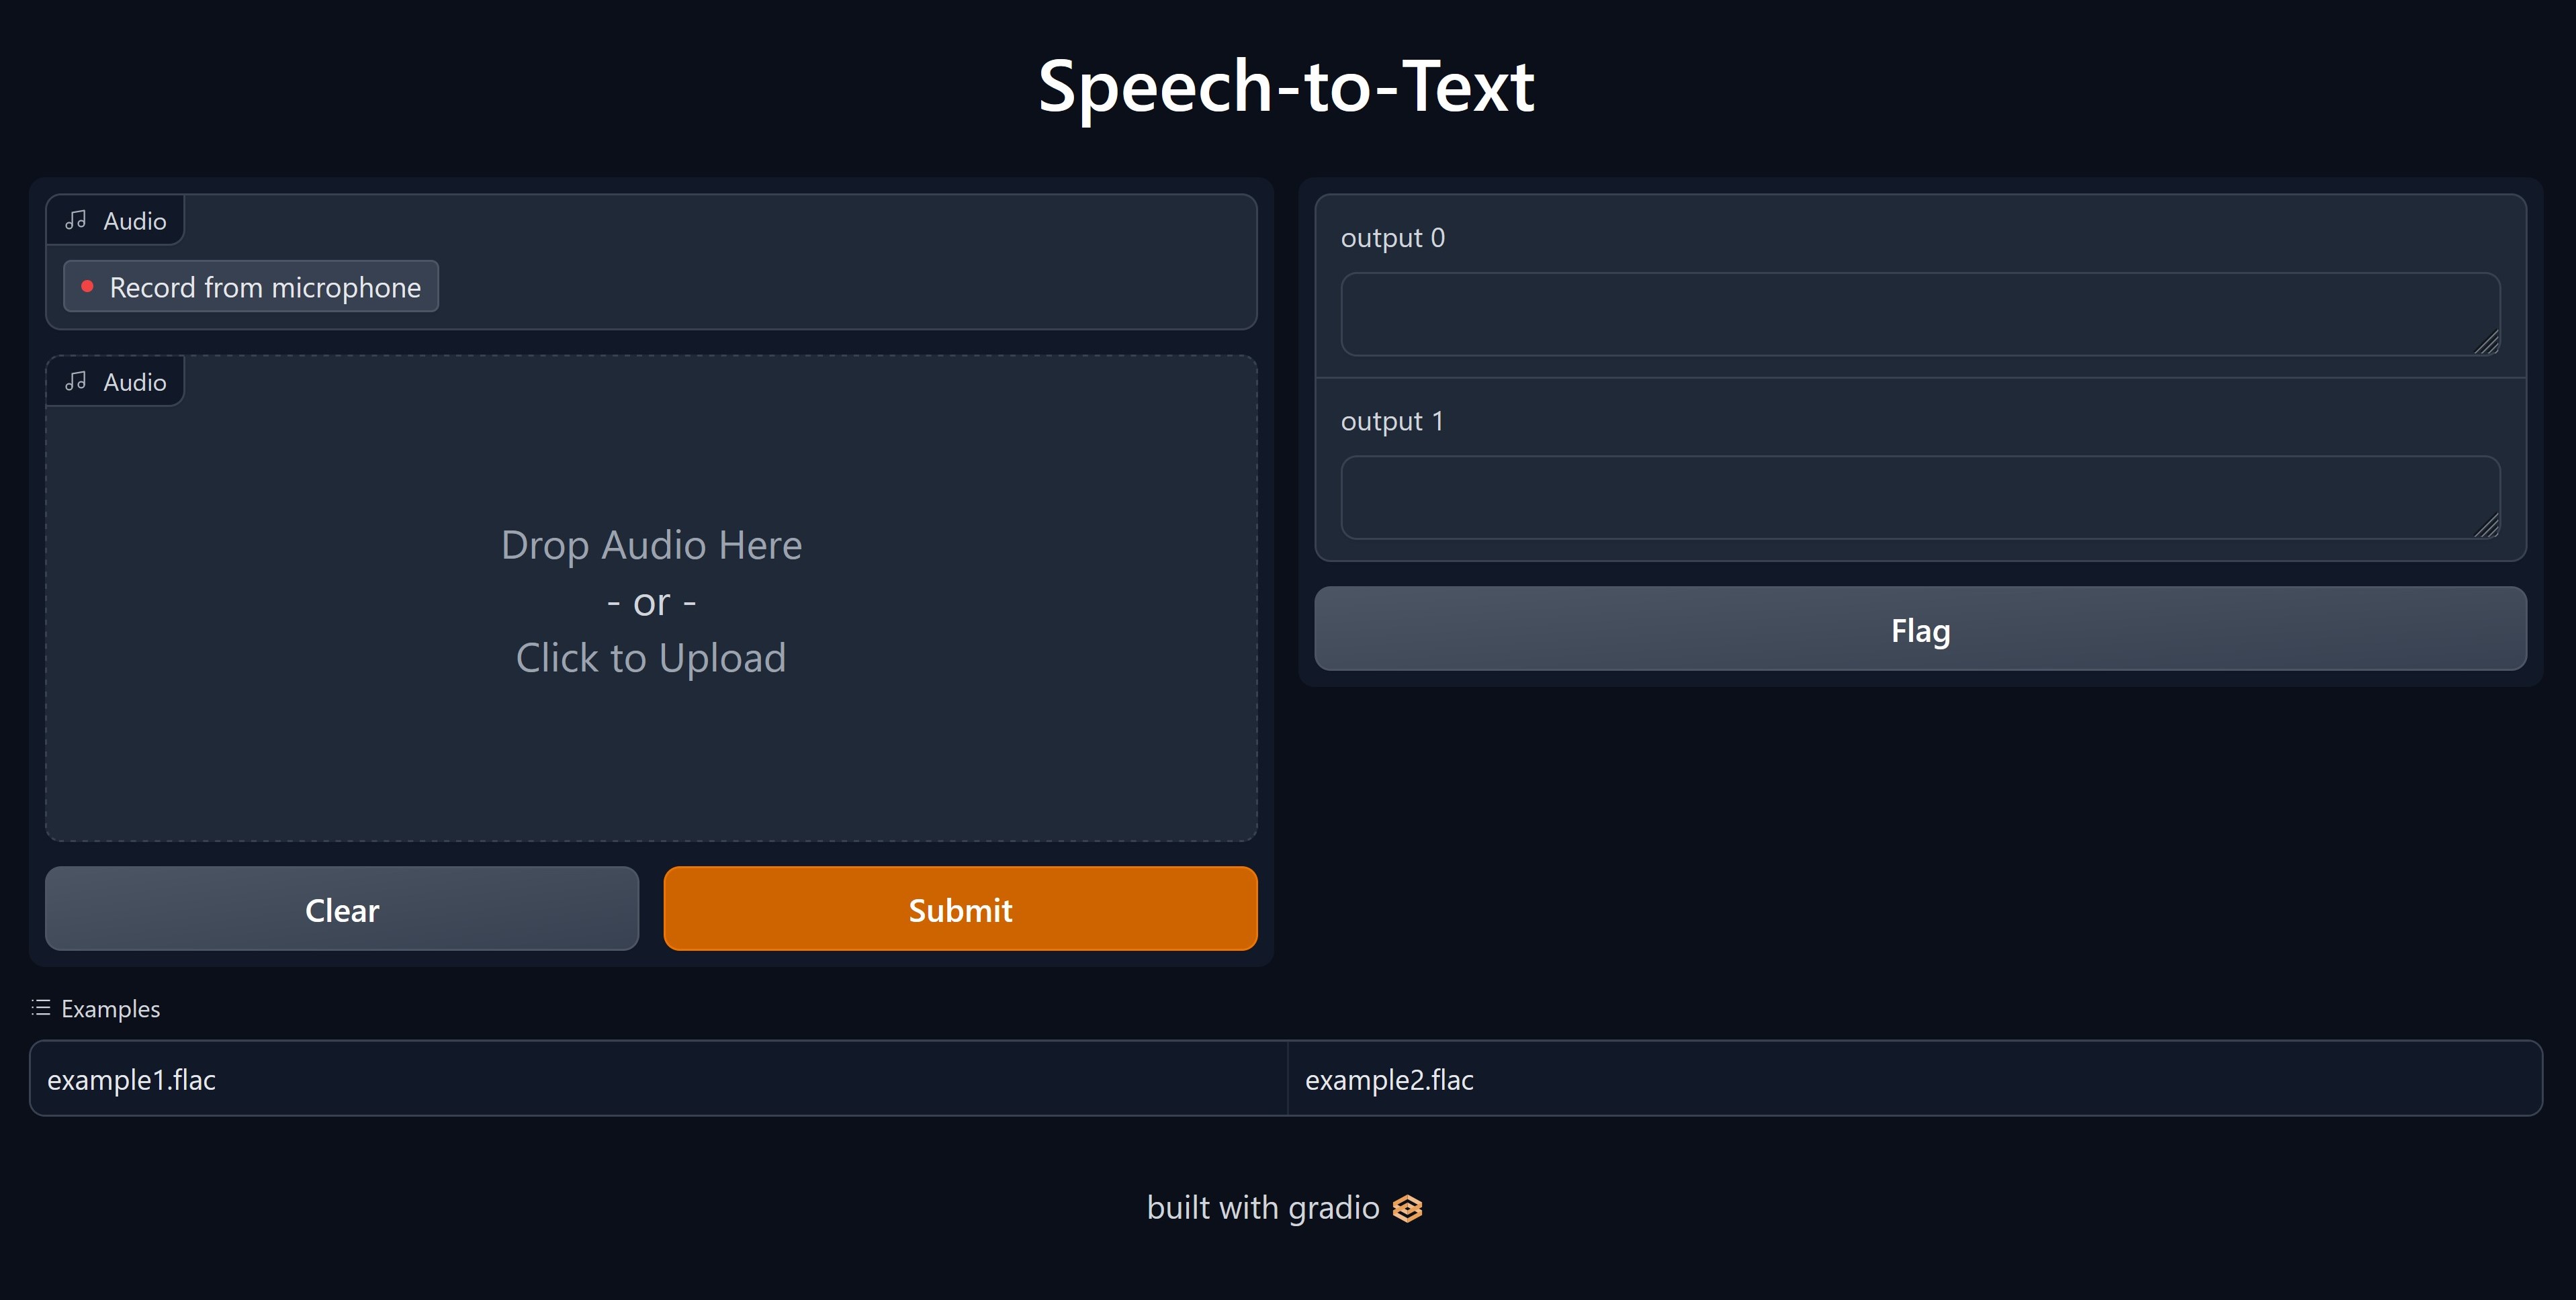 Speech-to-Text
Audio
Record from microphone
Audio
Drop Audio Here
- or -
Click to Upload
Clear
Submit
output 0
output 1
Flag
Examples
example1.flac
example2.flac
built with gradio